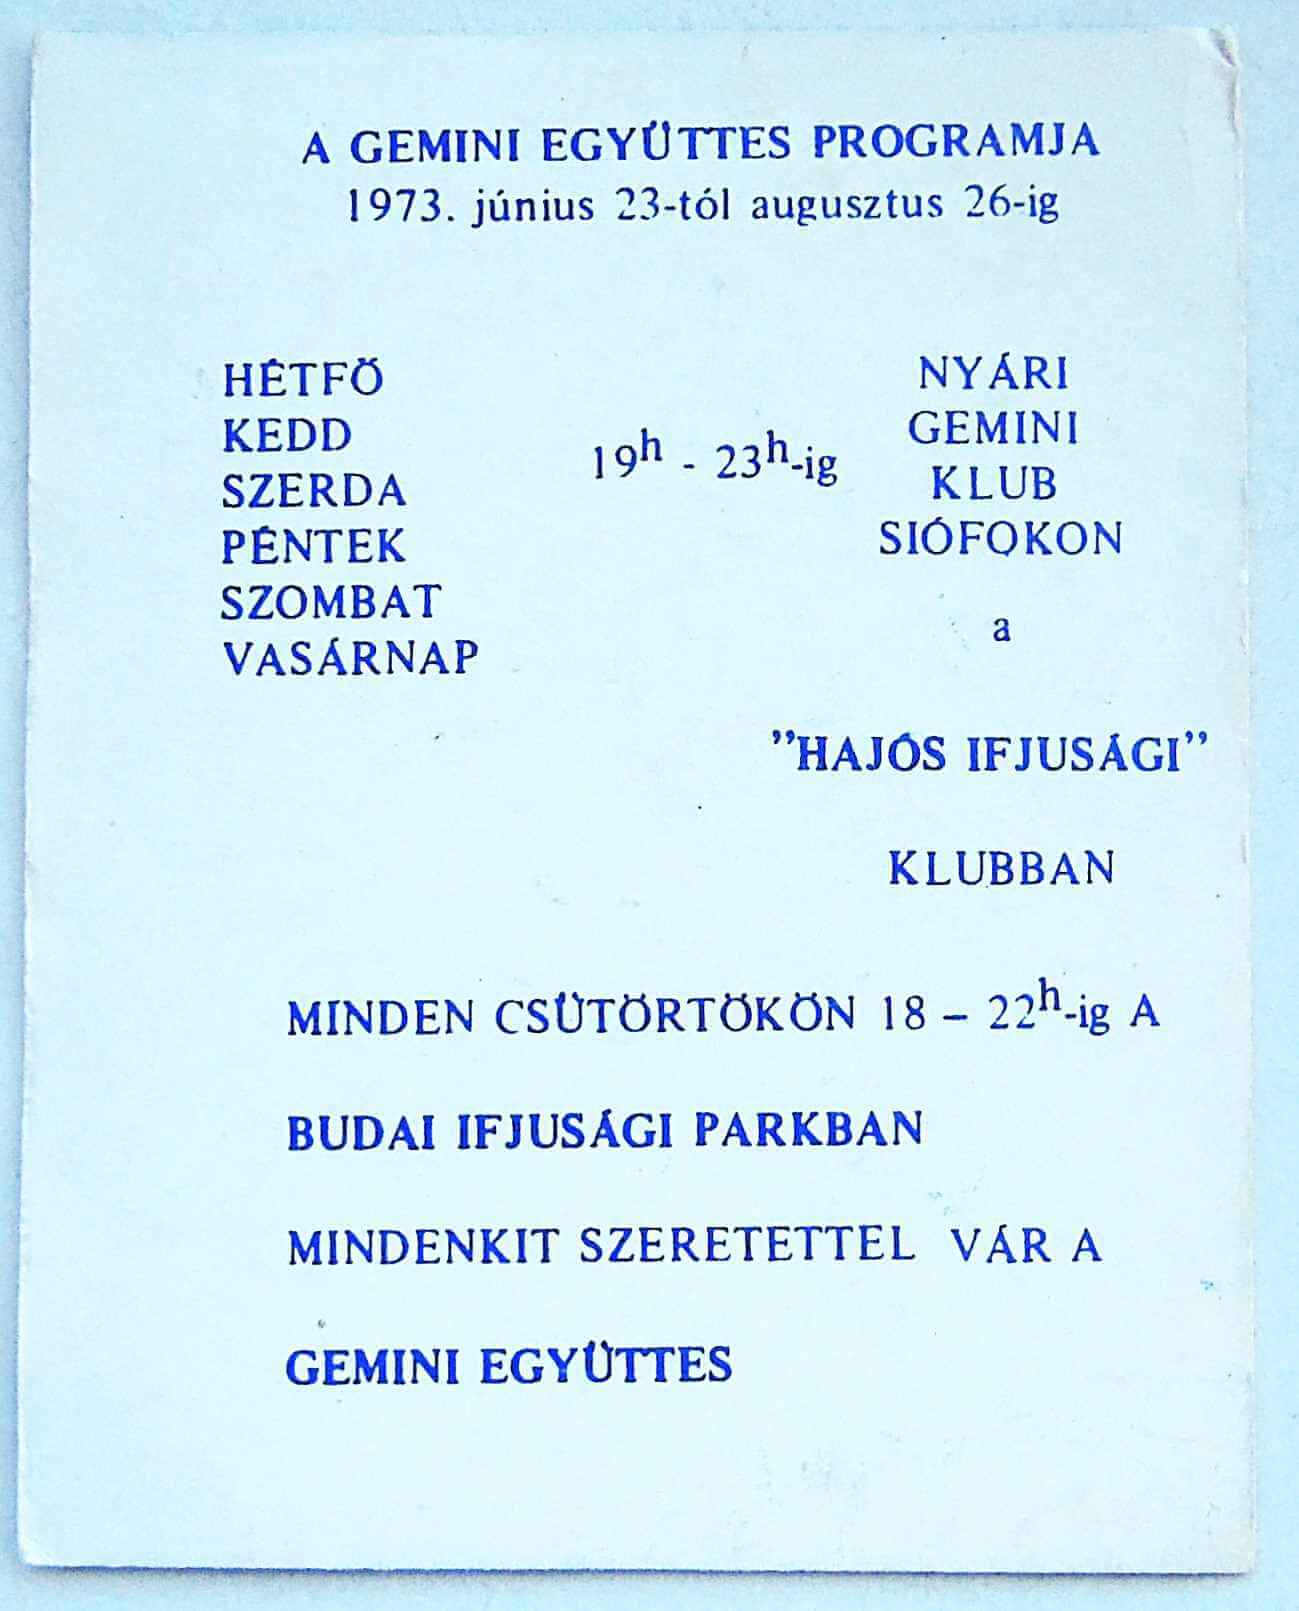 A GEMINI EGYÜTTES PROGRAMJA
1973. június 23-tól augusztus 26-ig
HÉTFŐ
KEDD
SZERDA
PÉNTEK
SZOMBAT
VASÁRNAP
19h - 23h-ig
NYÁRI
GEMINI
KLUB
SIÓFOKON
a
"HAJÓS IFJUSÁGI"
KLUBBAN
MINDEN CSÜTÖRTÖKÖN 18 – 22h-ig A
BUDAI IFJUSÁGI PARKBAN
MINDENKIT SZERETETTEL VÁR A
GEMINI EGYÜTTES